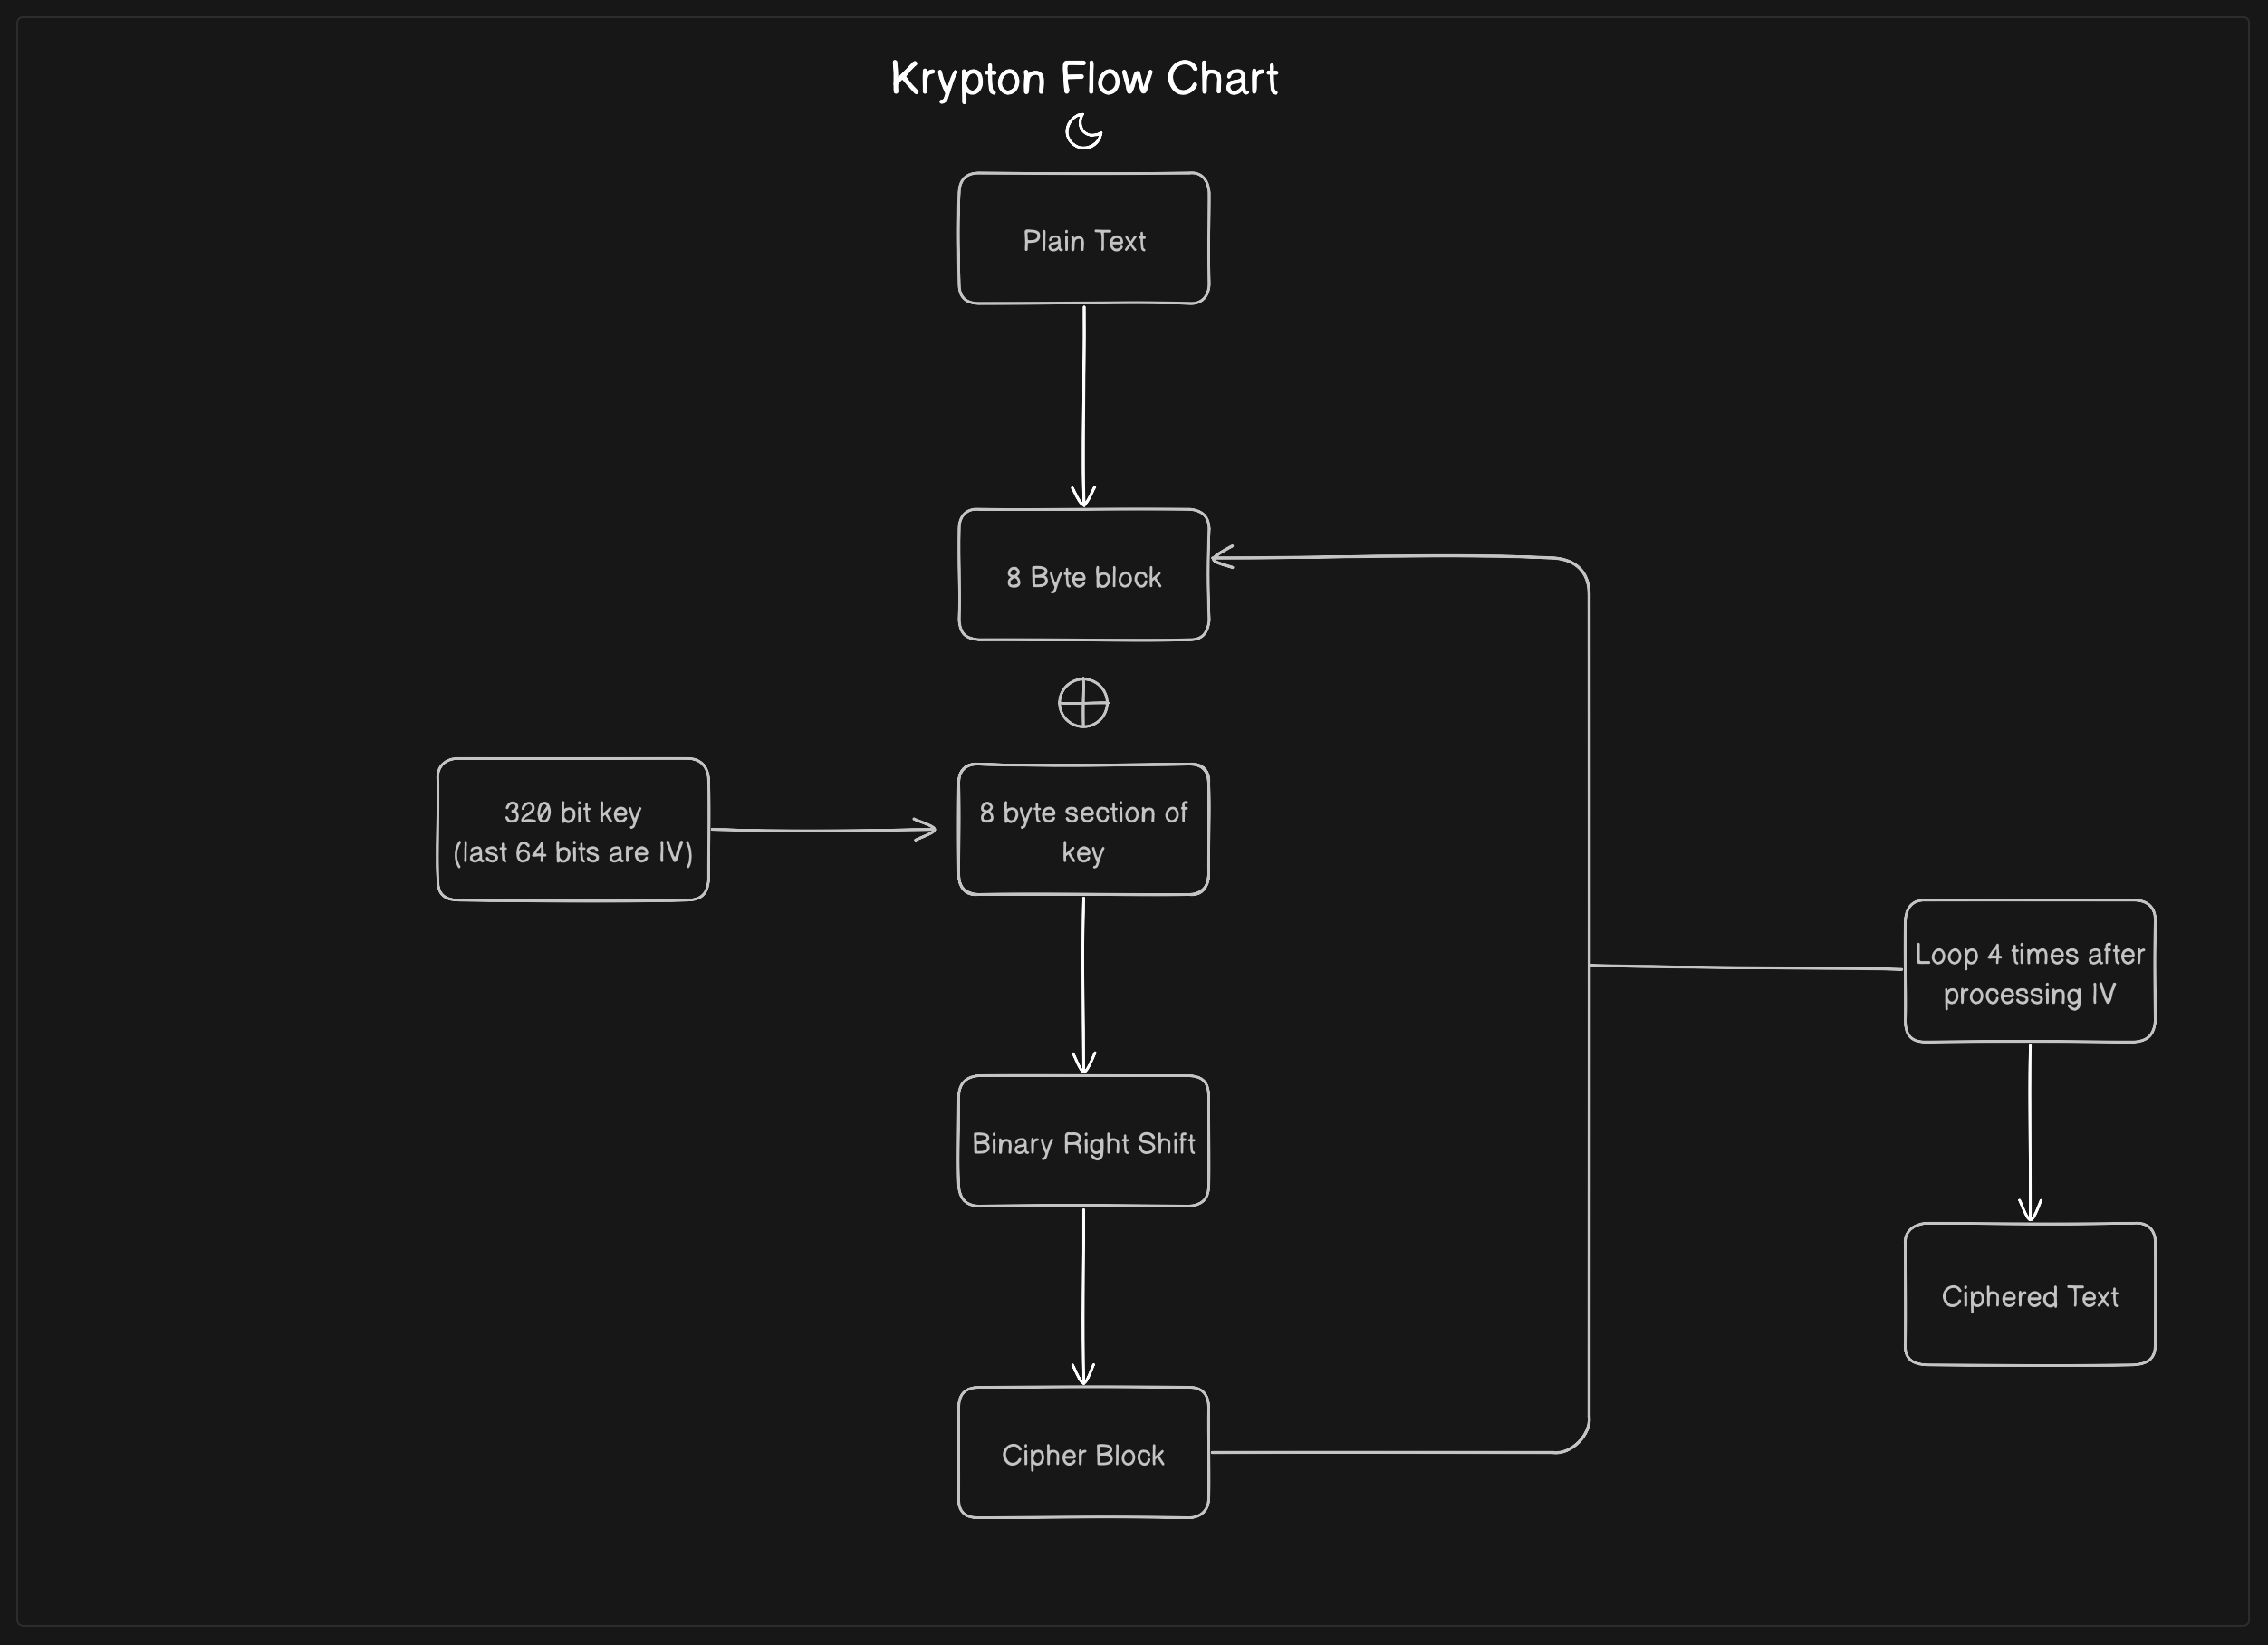 Krypton Flow Chart
Plain Text
8 Byte block
320 bit key
(last 64 bits are IV)
8 byte section of
key
Loop 4 times after
processing IV
Binary Right Shift
Ciphered Text
Cipher Block